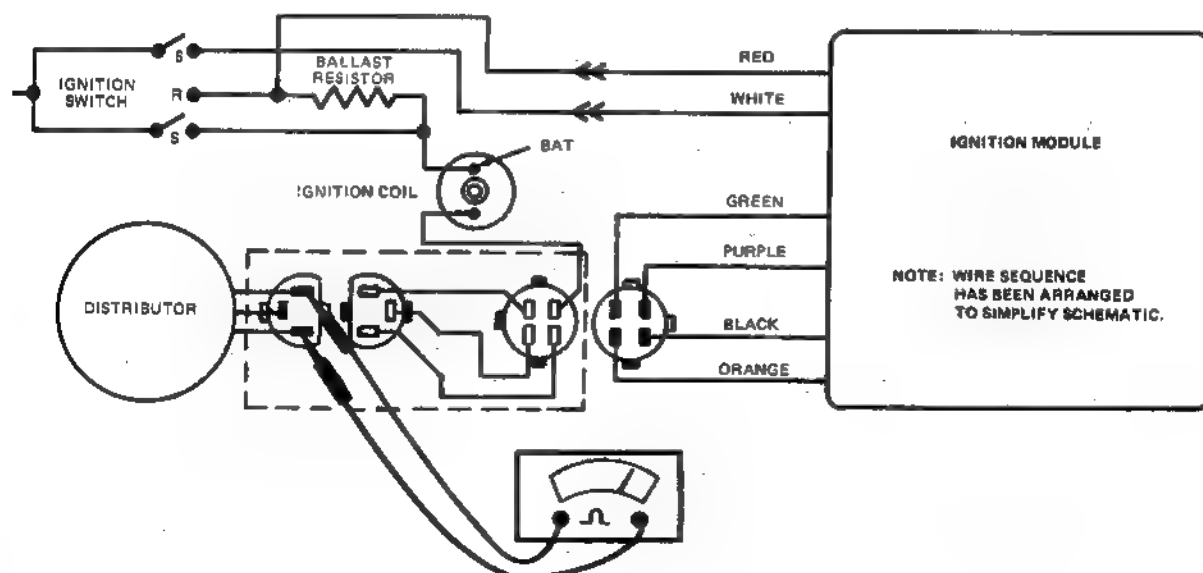 RED
BALLAST
RESISTOR
S
IGNITION
SWITCH
R
WHITE
S
BAT
IGNITION MODULE
IGNITION COIL
GREEN
PURPLE
NOTE: WIRE SEQUENCE
HAS BEEN ARRANGED
TO SIMPLIFY SCHEMATIC.
DISTRIBUTOR
BLACK
ORANGE